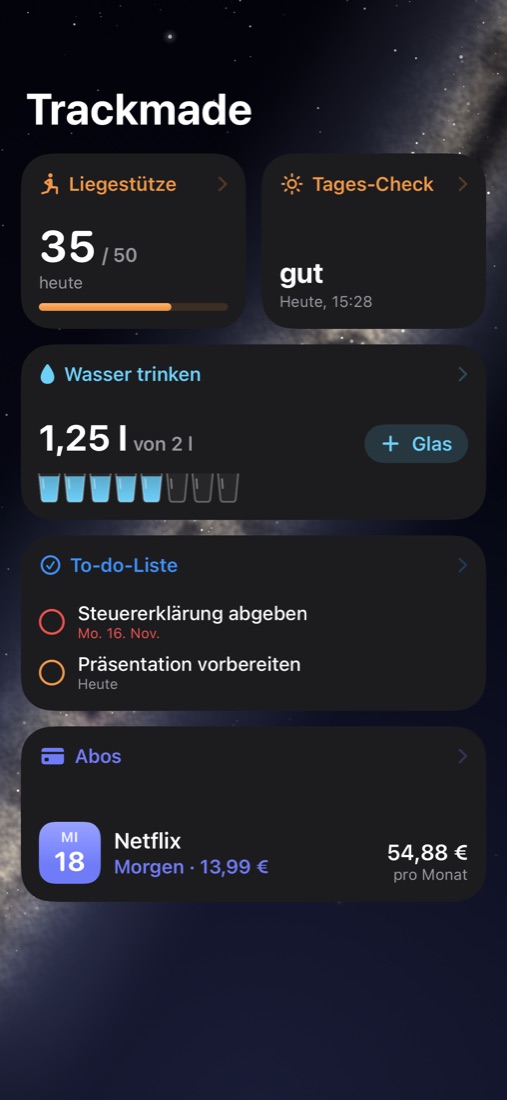 Trackmade
Liegestütze
35 / 50
heute
Tages-Check
gut
Heute, 15:28
Wasser trinken
1,25 l von 2 l
+ Glas
To-do-Liste
Steuererklärung abgeben
Mo. 16. Nov.
Präsentation vorbereiten
Heute
Abos
MI
18
Netflix
Morgen · 13,99 €
54,88 €
pro Monat